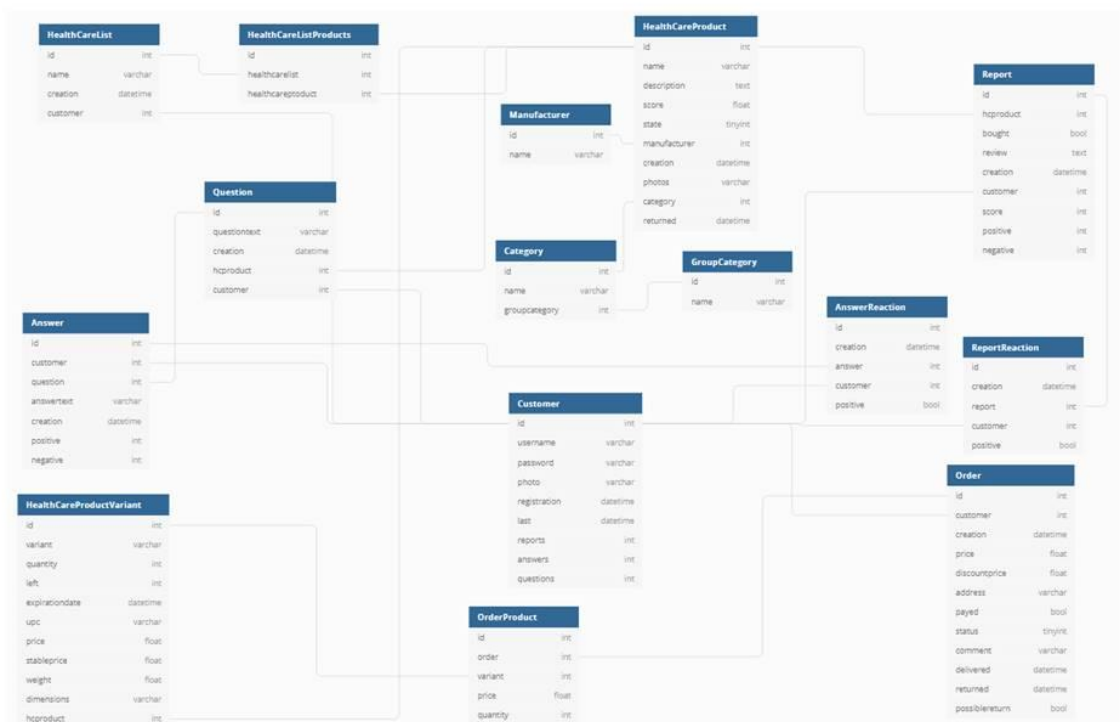 HealthCareList
id int
name varchar
creation datetime
customer int
HealthCareListProducts
id int
healthcarelist int
healthcareptoduct int
HealthCareProduct
id int
name varchar
description text
score float
state tinyint
manufacturer int
creation datetime
photos varchar
category int
returned datetime
Report
id int
hcproduct int
bought bool
review text
creation datetime
customer int
score int
positive int
negative int
Manufacturer
id int
name varchar
Question
id int
questiontext varchar
creation datetime
hcproduct int
customer int
Category
id int
name varchar
groupcategory int
GroupCategory
id int
name varchar
Answer
id int
customer int
question int
answertext varchar
creation datetime
positive int
negative int
AnswerReaction
id int
creation datetime
answer int
customer int
positive bool
ReportReaction
id int
creation datetime
report int
customer int
positive bool
Customer
id int
username varchar
password varchar
photo varchar
registration datetime
last datetime
reports int
answers int
questions int
HealthCareProductVariant
id int
variant varchar
quantity int
left int
expirationdate datetime
upc varchar
price float
stableprice float
weight float
dimensions varchar
hcproduct int
OrderProduct
id int
order int
variant int
price float
quantity int
Order
id int
customer int
creation datetime
price float
discountprice float
address varchar
payed bool
status tinyint
comment varchar
delivered datetime
returned datetime
possiblereturn bool